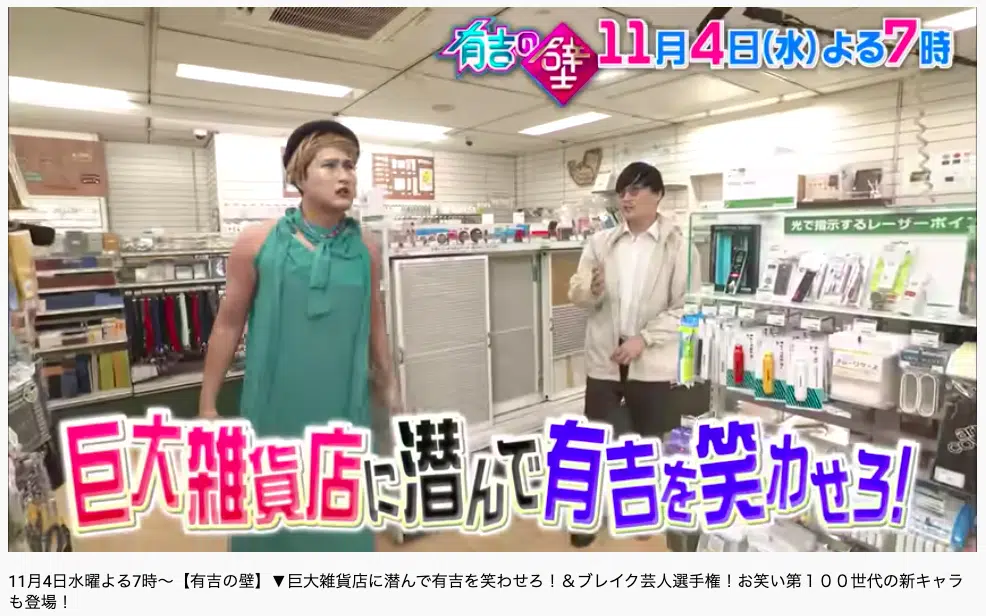 有吉の壁
11月4日(水)よる7時
光で指示するレーザーポイン
巨大雑貨店に潜んで有吉を笑わせろ!
11月4日水曜よる7時〜【有吉の壁】▼巨大雑貨店に潜んで有吉を笑わせろ!&ブレイク芸人選手権!お笑い第100世代の新キャラ
も登場!